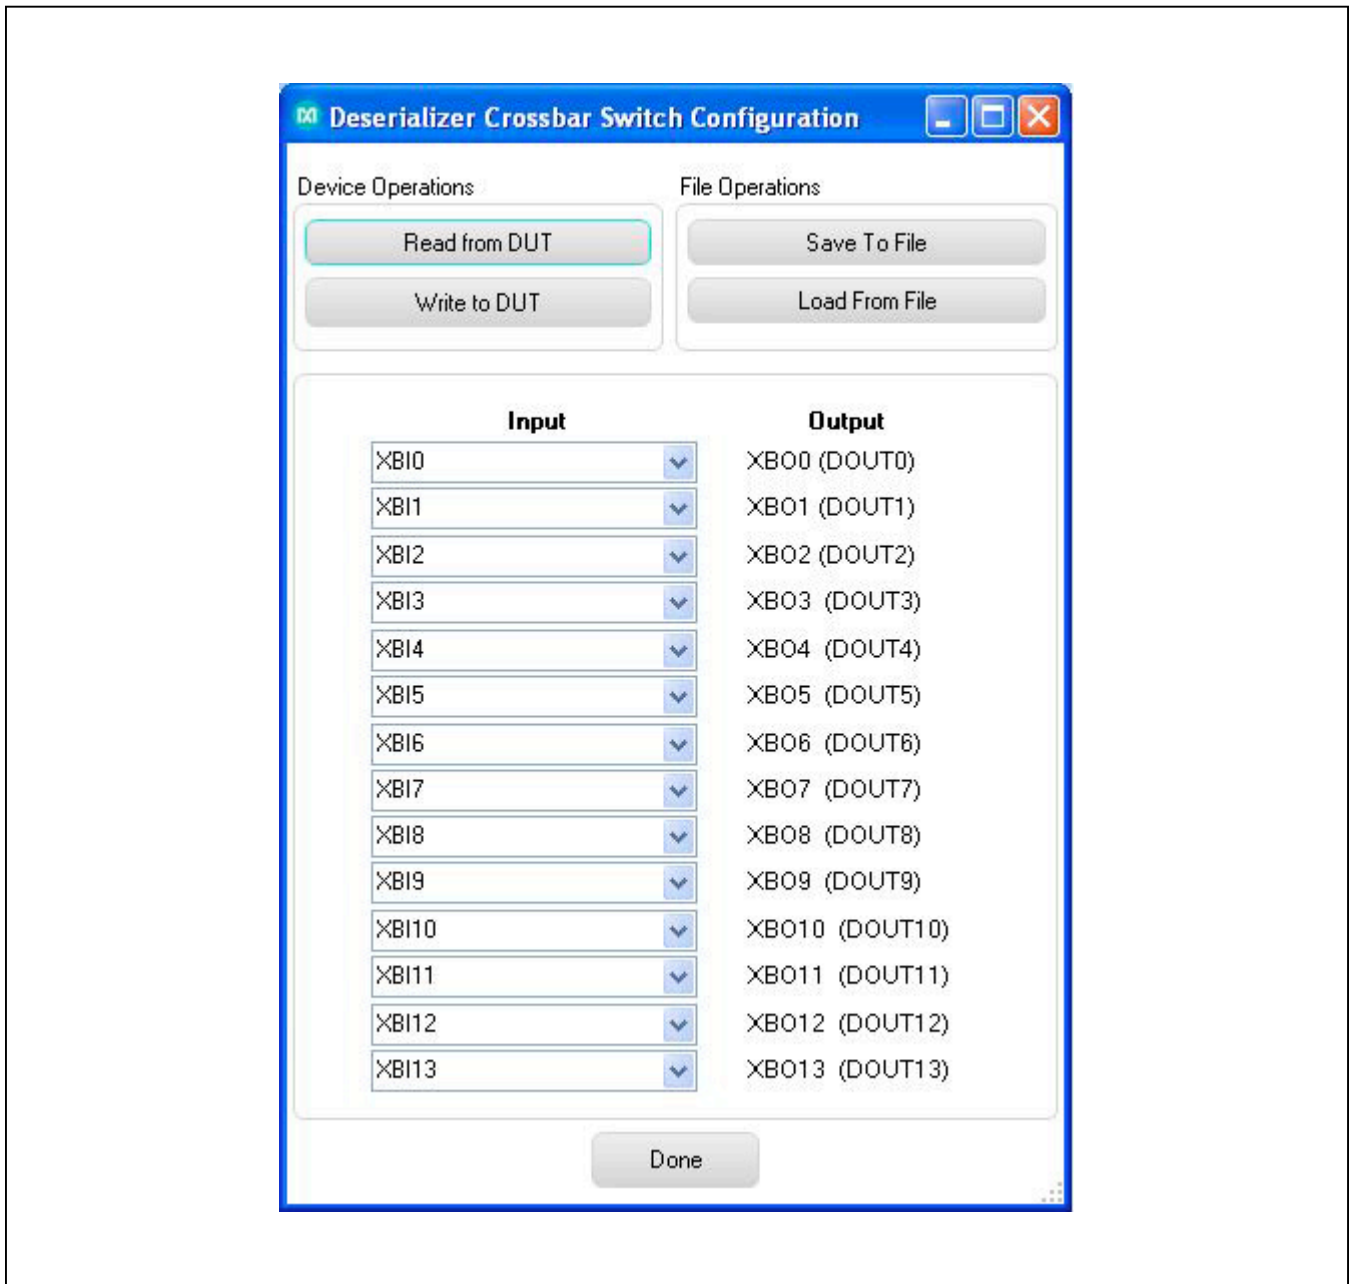 Deserializer Crossbar Switch Configuration
Device Operations
File Operations
Read from DUT
Save To File
Write to DUT
Load From File
Input Output
XBI0 XBO0 (DOUT0)
XBI1 XBO1 (DOUT1)
XBI2 XBO2 (DOUT2)
XBI3 XBO3 (DOUT3)
XBI4 XBO4 (DOUT4)
XBI5 XBO5 (DOUT5)
XBI6 XBO6 (DOUT6)
XBI7 XBO7 (DOUT7)
XBI8 XBO8 (DOUT8)
XBI9 XBO9 (DOUT9)
XBI10 XBO10 (DOUT10)
XBI11 XBO11 (DOUT11)
XBI12 XBO12 (DOUT12)
XBI13 XBO13 (DOUT13)
Done